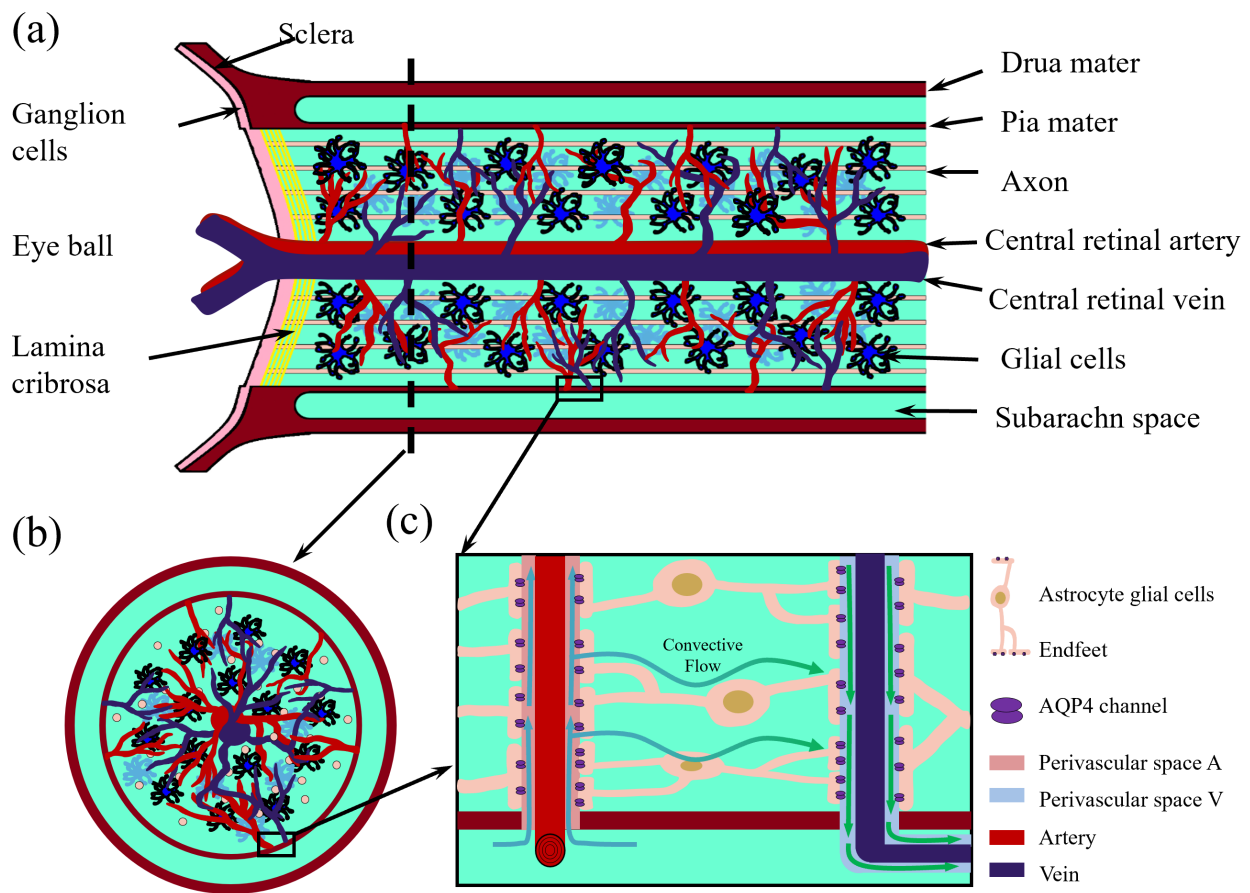 (a)
Sclera
Ganglion
cells
Eye ball
Lamina
cribrosa
Drua mater
Pia mater
Axon
Central retinal artery
Central retinal vein
Glial cells
Subarachn space
(b)
(c)
Convective
Flow
Astrocyte glial cells
Endfeet
AQP4 channel
Perivascular space A
Perivascular space V
Artery
Vein